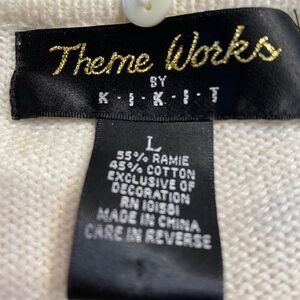 Theme Works
BY
K·I·K·I·T
L
55% RAMIE
45% COTTON
EXCLUSIVE OF
DECORATION
RN 101581
MADE IN CHINA
CARE IN REVERSE